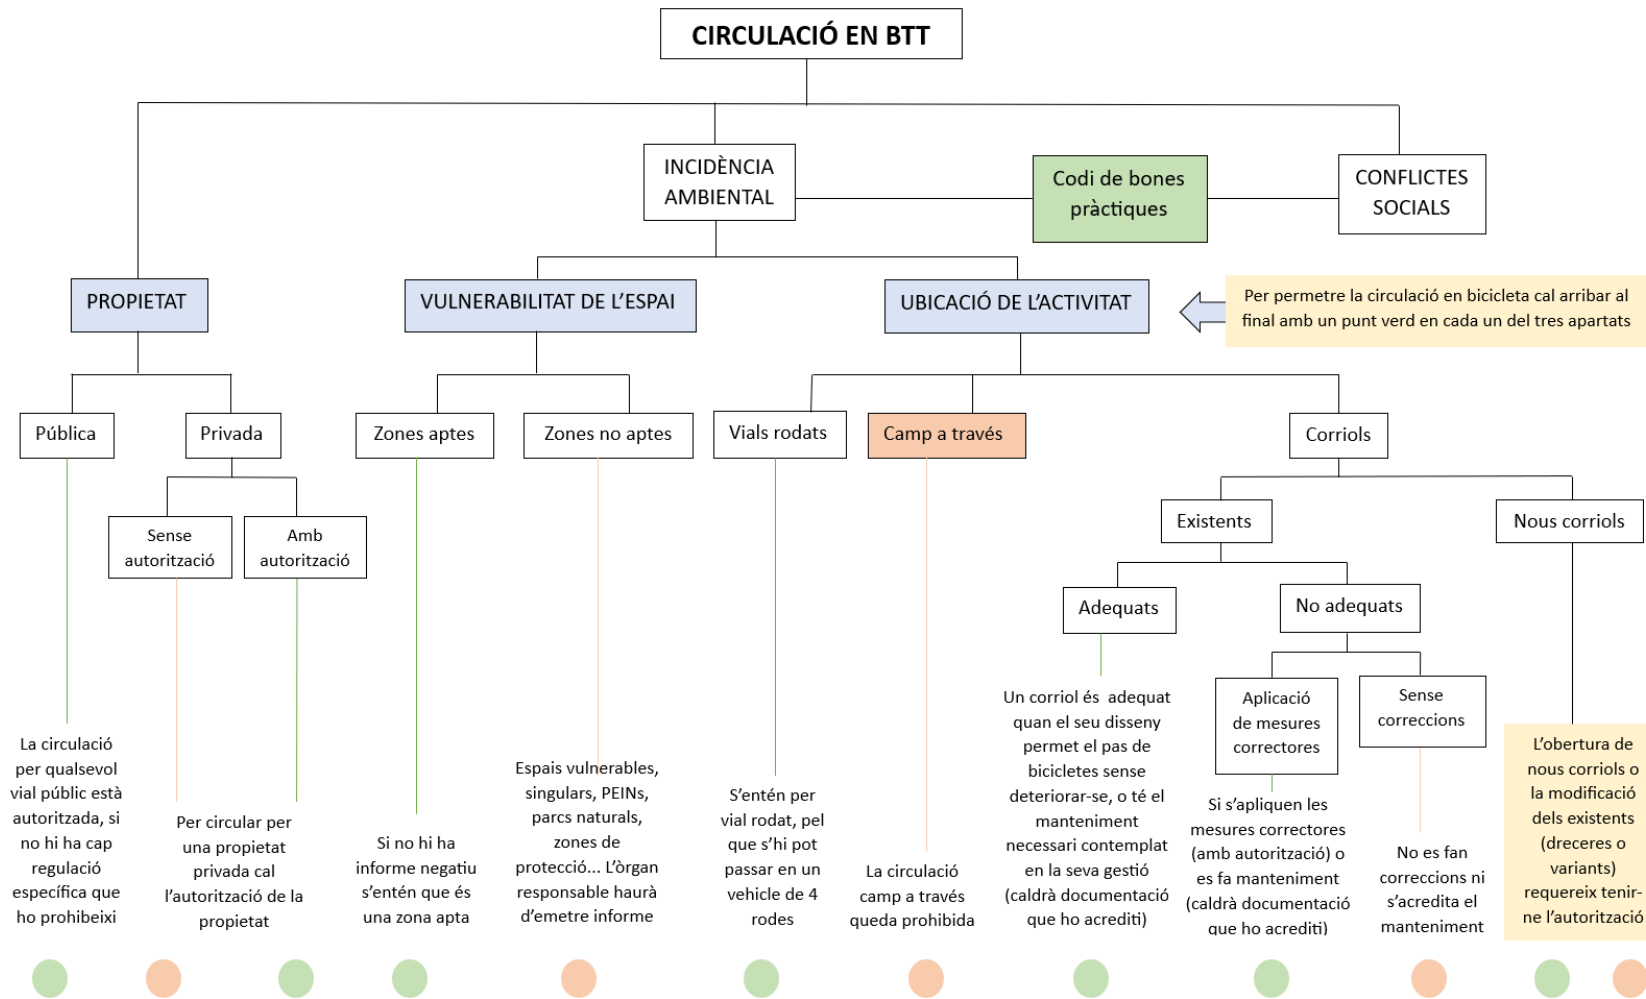 CIRCULACIÓ EN BTT
INCIDÈNCIA
AMBIENTAL
Codi de bones
pràctiques
CONFLICTES
SOCIALS
PROPIETAT
VULNERABILITAT DE L’ESPAI
UBICACIÓ DE L’ACTIVITAT
Per permetre la circulació en bicicleta cal arribar al
final amb un punt verd en cada un del tres apartats
Pública
Privada
Zones aptes
Zones no aptes
Vials rodats
Camp a través
Corriols
Sense
autorització
Amb
autorització
Existents
Nous corriols
Adequats
No adequats
Aplicació
de mesures
correctores
Sense
correccions
La circulació
per qualsevol
vial públic està
autoritzada, si
no hi ha cap
regulació
específica que
ho prohibeixi
Per circular per
una propietat
privada cal
l’autorització de la
propietat
Si no hi ha
informe negatiu
s’entén que és
una zona apta
Espais vulnerables,
singulars, PEINs,
parcs naturals,
zones de
protecció... L’òrgan
responsable haurà
d’emetre informe
S’entén per
vial rodat, pel
que s’hi pot
passar en un
vehicle de 4
rodes
La circulació
camp a través
queda prohibida
Un corriol és adequat
quan el seu disseny
permet el pas de
bicicletes sense
deteriorar-se, o té el
manteniment
necessari contemplat
en la seva gestió
(caldrà documentació
que ho acrediti)
Si s’apliquen les
mesures correctores
(amb autorització) o
es fa manteniment
(caldrà documentació
que ho acrediti)
No es fan
correccions ni
s’acredita el
manteniment
L’obertura de
nous corriols o
la modificació
dels existents
(dreceres o
variants)
requereix tenir-
ne l’autorització